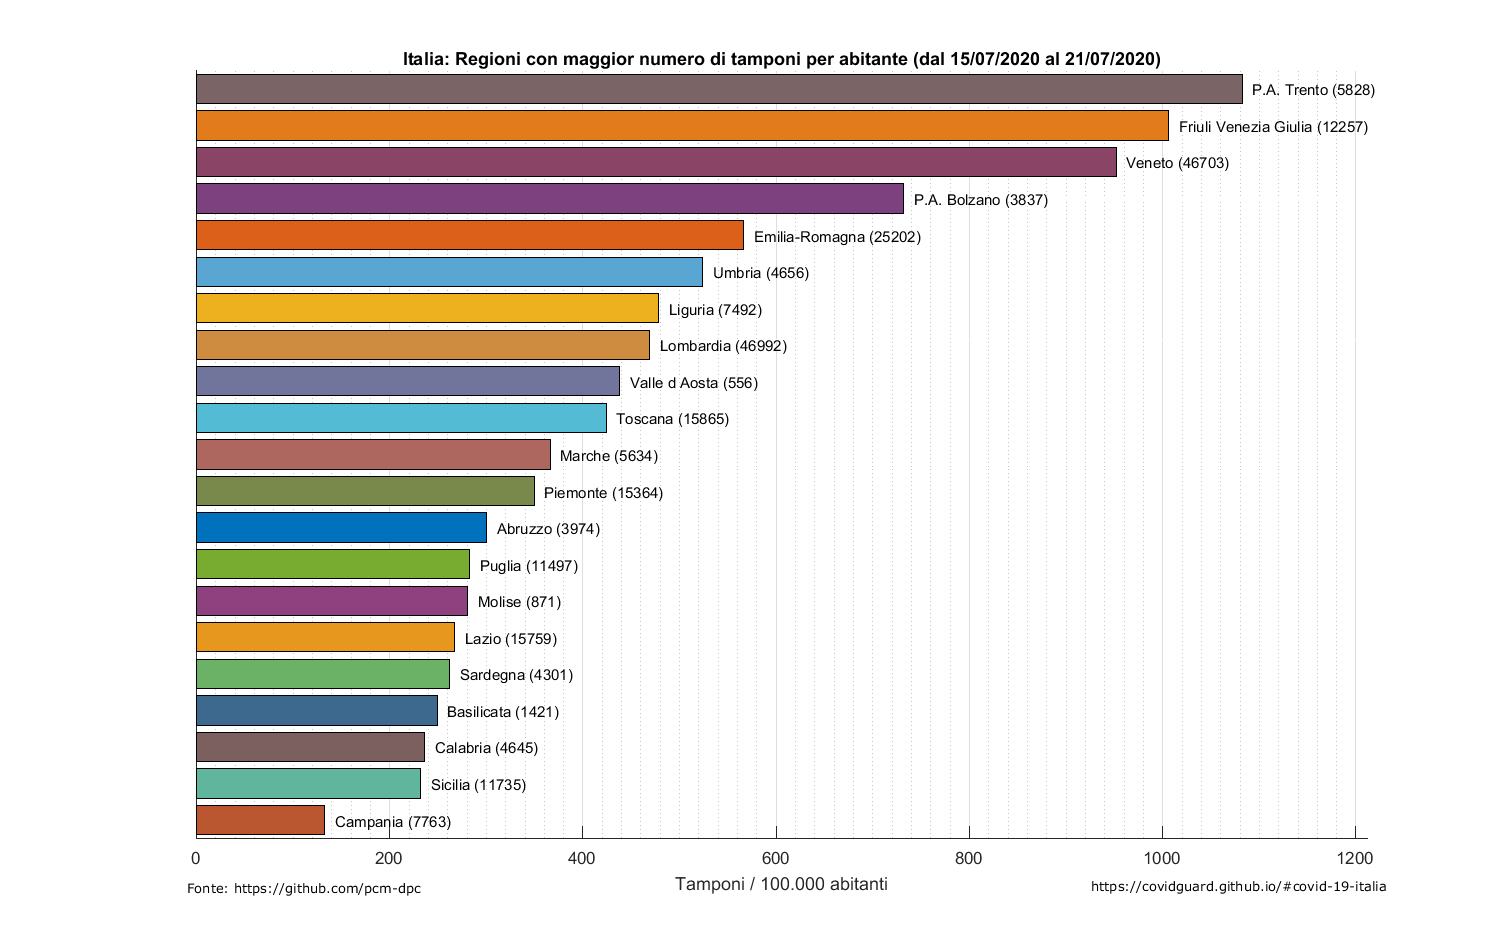 Italia: Regioni con maggior numero di tamponi per abitante (dal 15/07/2020 al 21/07/2020)
P.A. Trento (5828)
Friuli Venezia Giulia (12257)
Veneto (46703)
P.A. Bolzano (3837)
Emilia-Romagna (25202)
Umbria (4656)
Liguria (7492)
Lombardia (46992)
Valle d Aosta (556)
Toscana (15865)
Marche (5634)
Piemonte (15364)
Abruzzo (3974)
Puglia (11497)
Molise (871)
Lazio (15759)
Sardegna (4301)
Basilicata (1421)
Calabria (4645)
Sicilia (11735)
Campania (7763)
0 200 400 600 800 1000 1200
Tamponi / 100.000 abitanti
Fonte: https://github.com/pcm-dpc
https://covidguard.github.io/#covid-19-italia